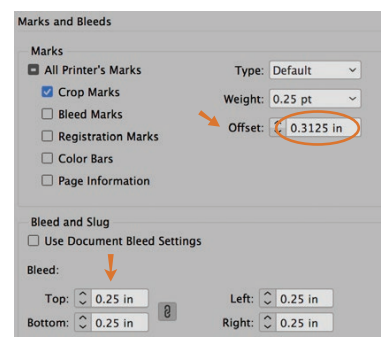 Marks and Bleeds
Marks
All Printer's Marks
Type: Default
Crop Marks
Weight: 0.25 pt
Bleed Marks
Offset: 0.3125 in
Registration Marks
Color Bars
Page Information
Bleed and Slug
Use Document Bleed Settings
Bleed:
Top: 0.25 in Left: 0.25 in
Bottom: 0.25 in Right: 0.25 in